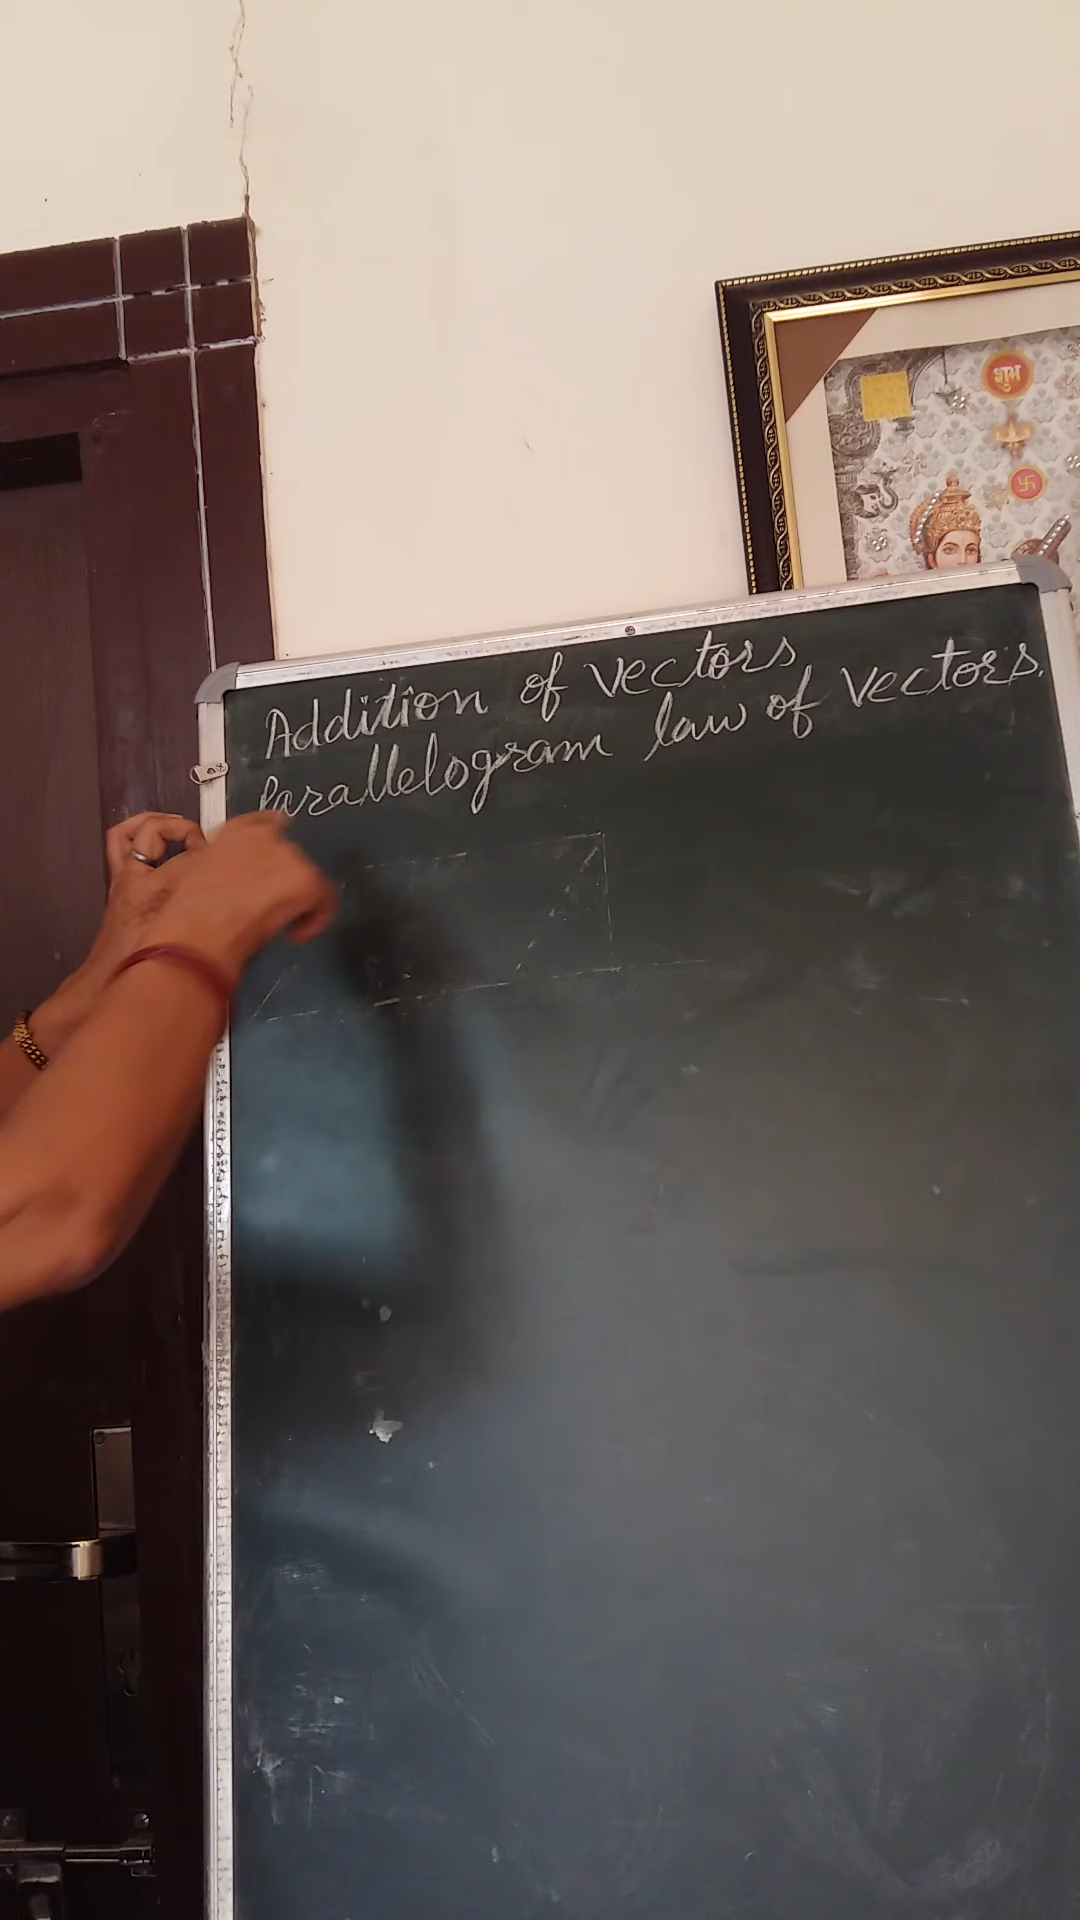 शुभ
Addition of vectors
Parallelogram law of vectors.